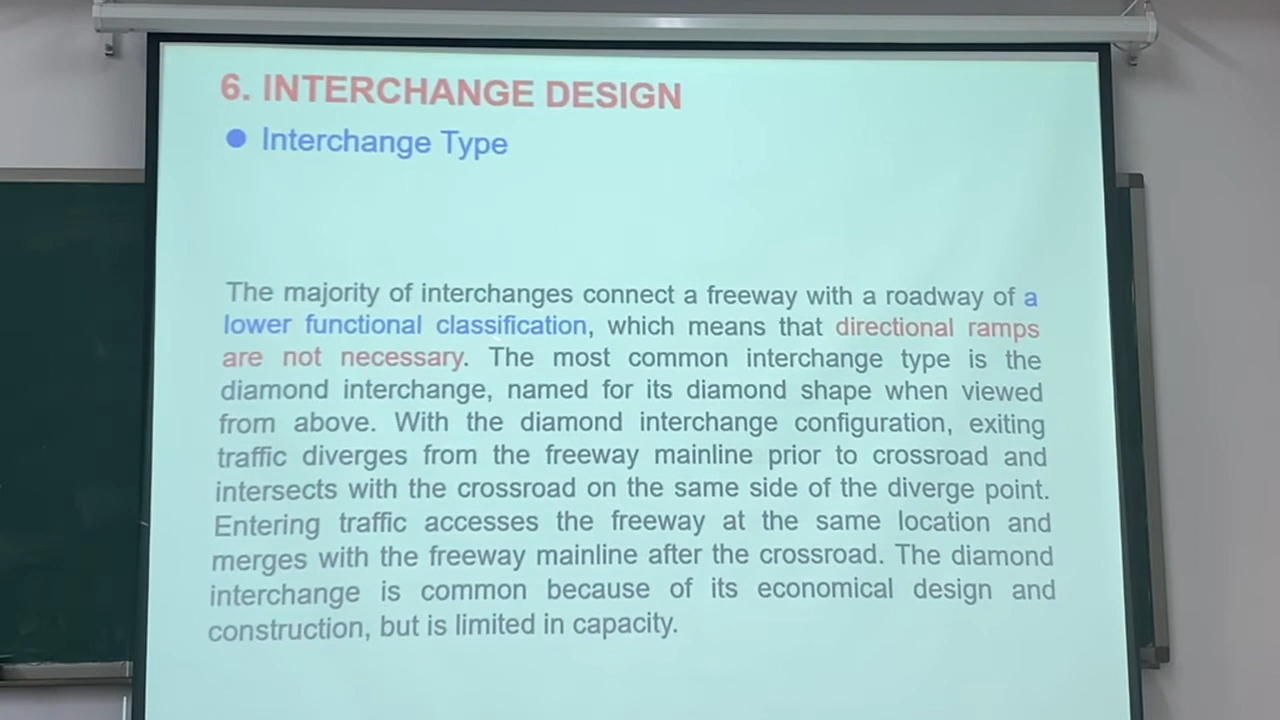 6. INTERCHANGE DESIGN
● Interchange Type
The majority of interchanges connect a freeway with a roadway of a
lower functional classification, which means that directional ramps
are not necessary. The most common interchange type is the
diamond interchange, named for its diamond shape when viewed
from above. With the diamond interchange configuration, exiting
traffic diverges from the freeway mainline prior to crossroad and
intersects with the crossroad on the same side of the diverge point.
Entering traffic accesses the freeway at the same location and
merges with the freeway mainline after the crossroad. The diamond
interchange is common because of its economical design and
construction, but is limited in capacity.